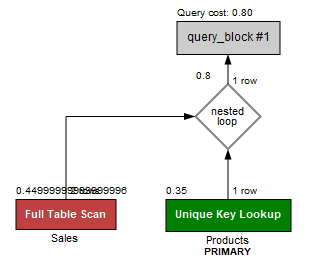 Query cost: 0.80
query_block #1
0.8
1 row
nested
loop
0.35
1 row
Full Table Scan
Unique Key Lookup
Sales
Products
PRIMARY